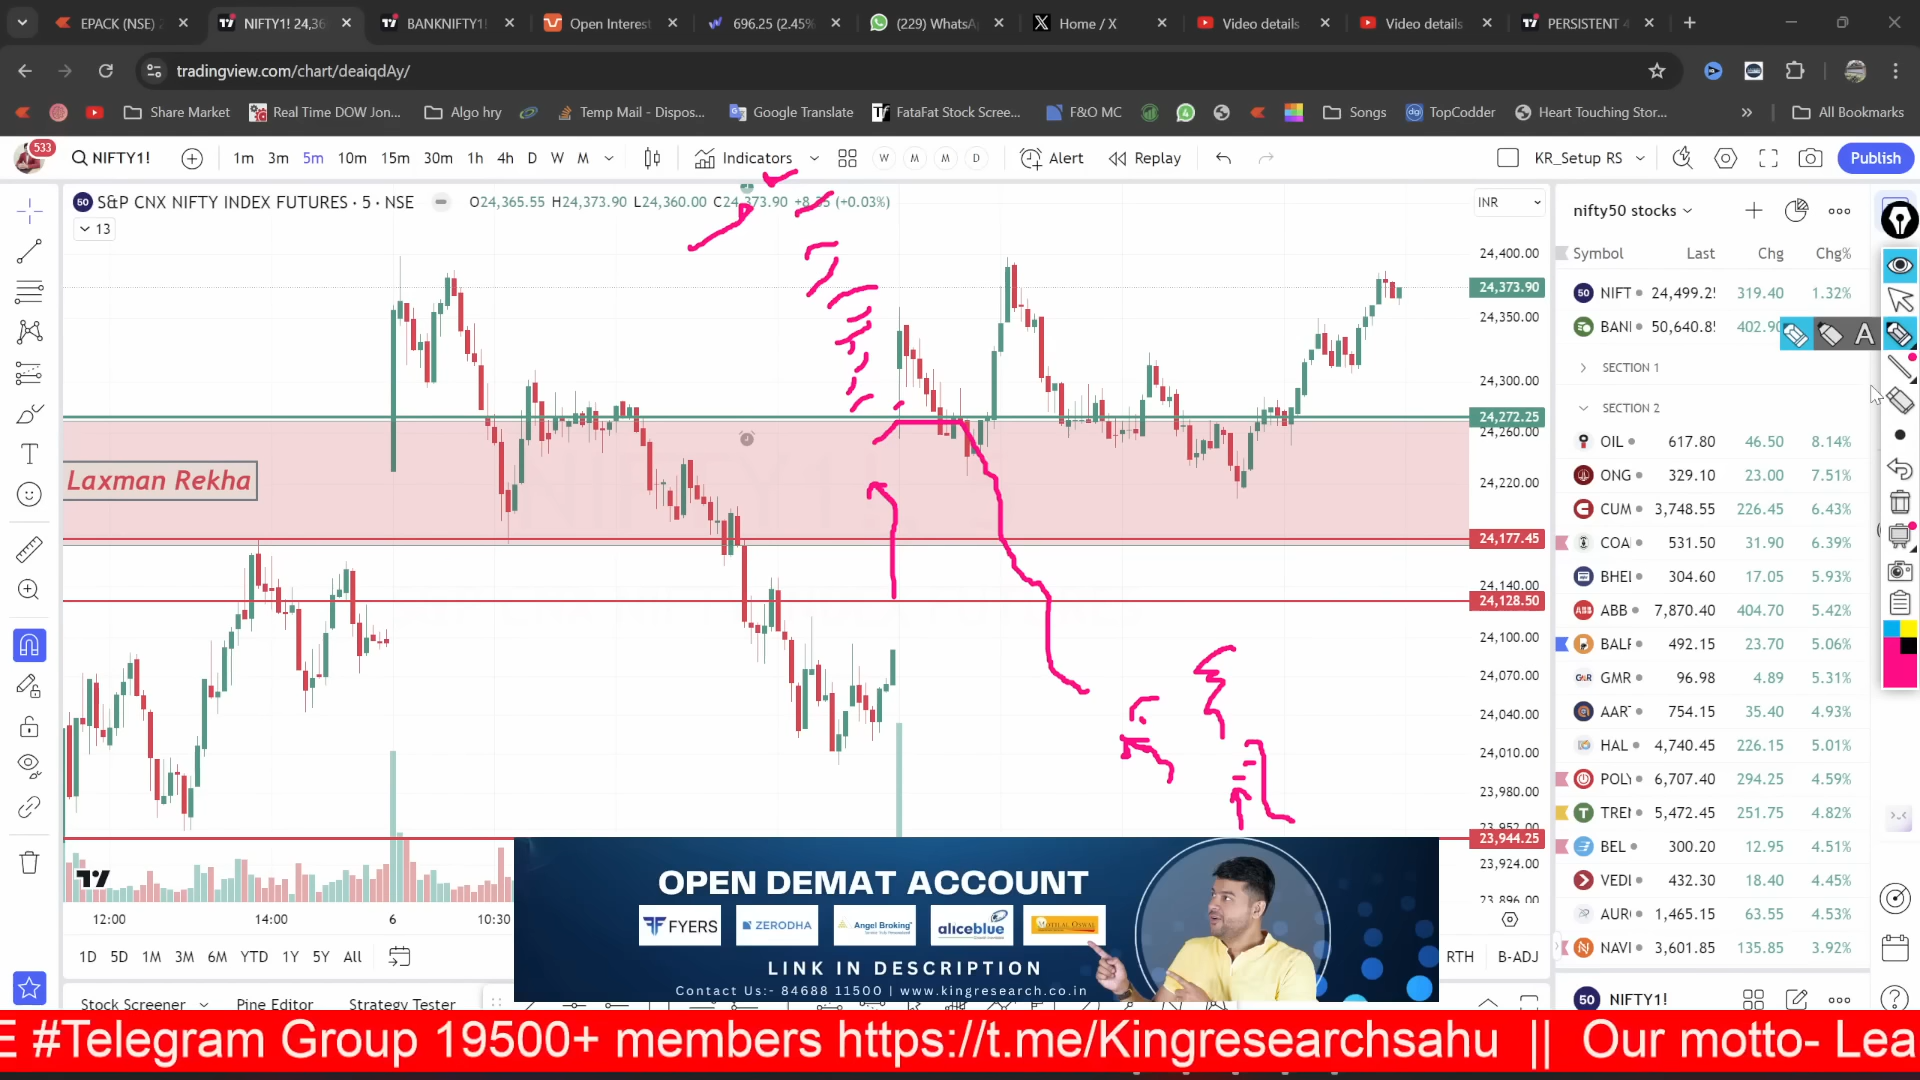 EPACK (NSE)
NIFTY1! 24,36
BANKNIFTY1!
Open Interest
696.25 (2.45%
(229) WhatsA
Home / X
Video details
Video details
PERSISTENT 4
tradingview.com/chart/deaiqdAy/
Share Market
Real Time DOW Jon...
Algo hry
Temp Mail - Dispos...
Google Translate
FataFat Stock Scree...
F&O MC
Songs
TopCodder
Heart Touching Stor...
All Bookmarks
533
NIFTY1!
1m 3m 5m 10m 15m 30m 1h 4h D W M
Indicators
W M M D
Alert
Replay
KR_Setup RS
Publish
S&P CNX NIFTY INDEX FUTURES · 5 · NSE
O24,365.55 H24,373.90 L24,360.00 C24,373.90 (+0.03%)
13
INR
nifty50 stocks
Symbol Last Chg Chg%
50 NIFT 24,499.2 319.40 1.32%
BANI 50,640.8 402.90
SECTION 1
SECTION 2
OIL 617.80 46.50 8.14%
ONG 329.10 23.00 7.51%
CUM 3,748.55 226.45 6.43%
COA 531.50 31.90 6.39%
BHEI 304.60 17.05 5.93%
ABB 7,870.40 404.70 5.42%
BALF 492.15 23.70 5.06%
GMR 96.98 4.89 5.31%
AAR 754.15 35.40 4.93%
HAL 4,740.45 226.15 5.01%
POLY 6,707.40 294.25 4.59%
TREN 5,472.45 251.75 4.82%
BEL 300.20 12.95 4.51%
VEDL 432.30 18.40 4.45%
AUR 1,465.15 63.55 4.53%
NAVI 3,601.85 135.85 3.92%
A
24,400.00
24,373.90
24,350.00
24,300.00
24,272.25
24,260.00
24,220.00
24,177.45
24,140.00
24,128.50
24,100.00
24,070.00
24,040.00
24,010.00
23,980.00
23,952.00
23,944.25
23,924.00
23,896.00
Laxman Rekha
12:00 14:00 6 10:30
1D 5D 1M 3M 6M YTD 1Y 5Y All
RTH B-ADJ
Stock Screener
Pine Editor
Strategy Tester
50 NIFTY1!
OPEN DEMAT ACCOUNT
FYERS
ZERODHA
Angel Broking
aliceblue
MOTILAL OSWAL
LINK IN DESCRIPTION
Contact Us:- 84688 11500 | www.kingresearch.co.in
E #Telegram Group 19500+ members https://t.me/Kingresearchsahu || Our motto- Lea